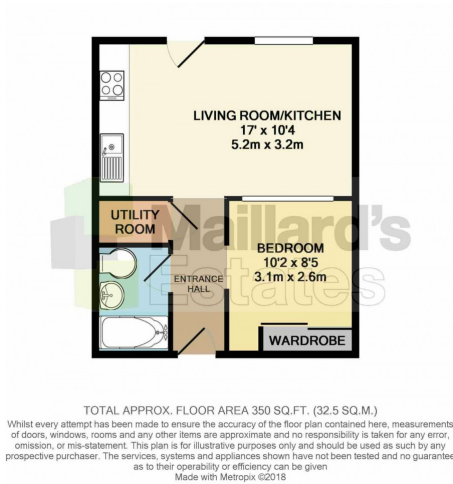 LIVING ROOM/KITCHEN
17' x 10'4
5.2m x 3.2m
UTILITY
ROOM
Maillard's
Estates
BEDROOM
10'2 x 8'5
3.1m x 2.6m
ENTRANCE
HALL
WARDROBE
TOTAL APPROX. FLOOR AREA 350 SQ.FT. (32.5 SQ.M.)
Whilst every attempt has been made to ensure the accuracy of the floor plan contained here, measurements
of doors, windows, rooms and any other items are approximate and no responsibility is taken for any error,
omission, or mis-statement. This plan is for illustrative purposes only and should be used as such by any
prospective purchaser. The services, systems and appliances shown have not been tested and no guarantee
as to their operability or efficiency can be given
Made with Metropix ©2018